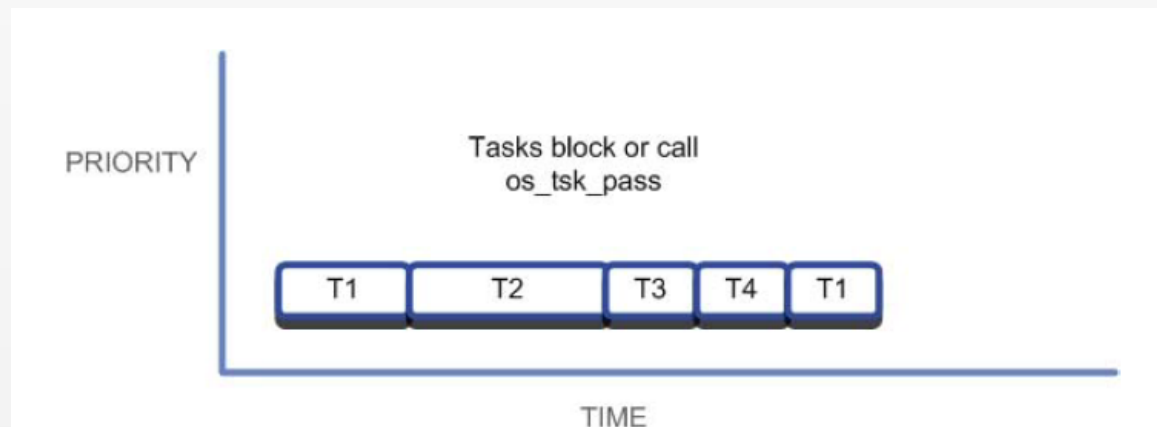 PRIORITY
Tasks block or call
os_tsk_pass
T1 T2 T3 T4 T1
TIME